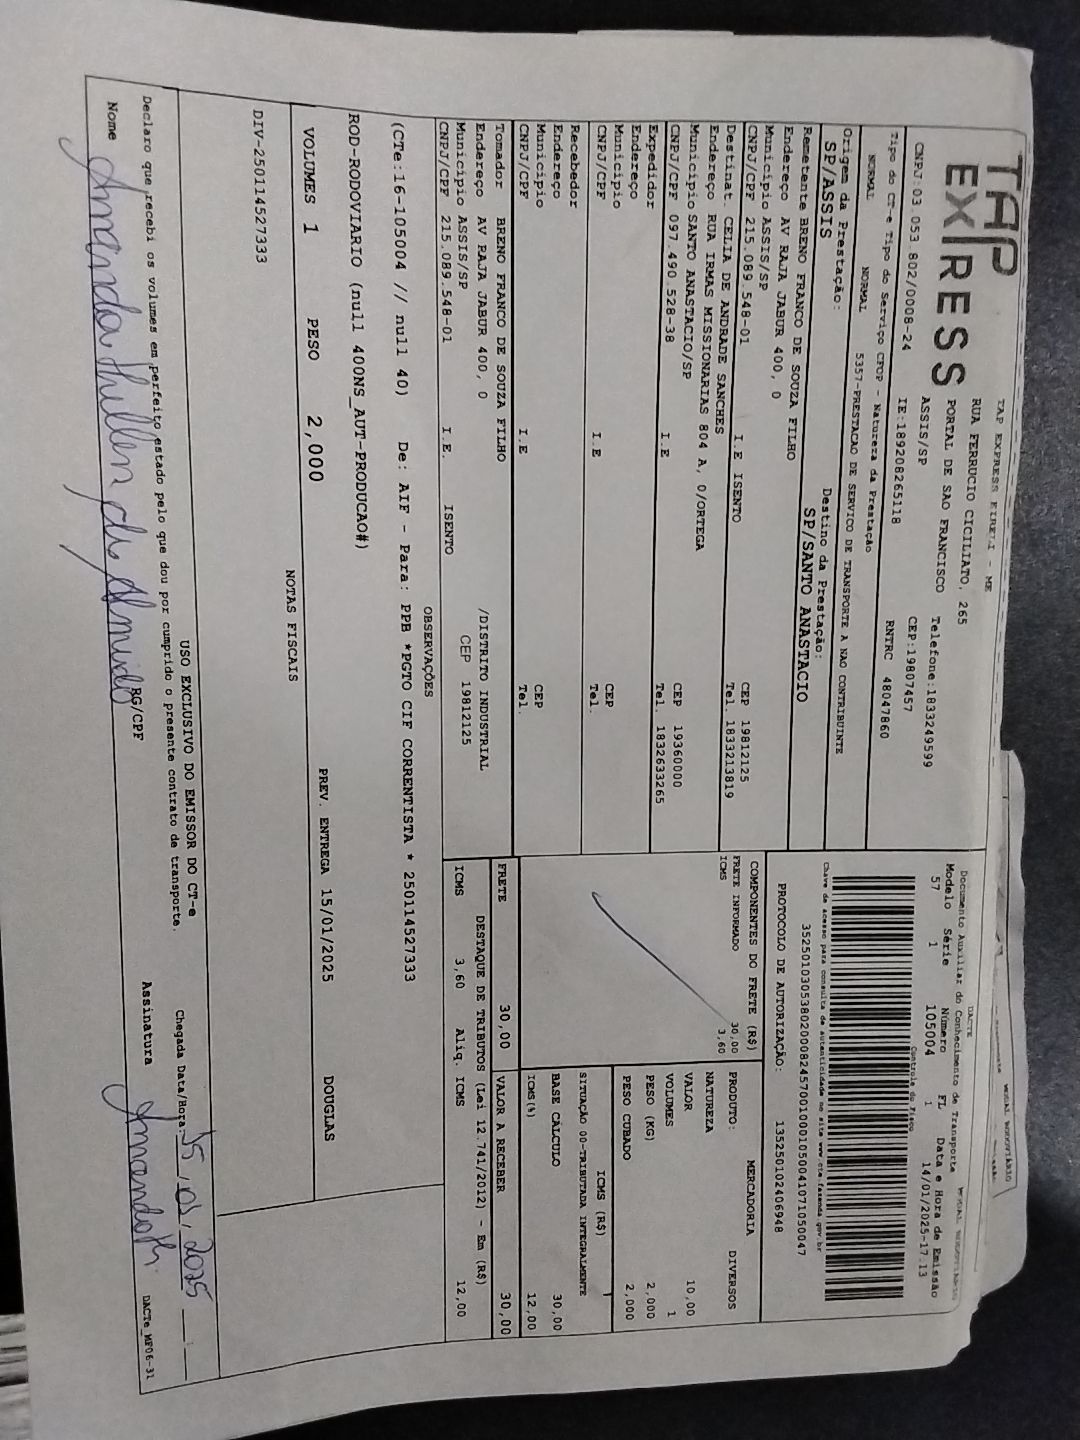 TAP
EXPRESS
TAP EXPRESS EIRELI - ME
RUA FERRUCIO CICILIATO, 265
PORTAL DE SAO FRANCISCO Telefone:1833249599
ASSIS/SP CEP:19807457
CNPJ:03.053.802/0008-24 IE:189208265118 RNTRC 48047860
Tipo do CT-e Tipo do Serviço CFOP - Natureza da Prestação
NORMAL NORMAL 5357-PRESTACAO DE SERVICO DE TRANSPORTE A NAO CONTRIBUINTE
Origem da Prestação: Destino da Prestação:
SP/ASSIS SP/SANTO ANASTACIO
Remetente BRENO FRANCO DE SOUZA FILHO
Endereço AV RAJA JABUR 400, 0
Município ASSIS/SP CEP 19812125
CNPJ/CPF 215.089.548-01 I.E ISENTO Tel. 1833213819
Destinat. CELIA DE ANDRADE SANCHES
Endereço RUA IRMAS MISSIONARIAS 804 A, 0/ORTEGA
Município SANTO ANASTACIO/SP CEP 19360000
CNPJ/CPF 097.490.528-38 I.E Tel. 1832633265
Expedidor
Endereço
Município CEP
CNPJ/CPF I.E Tel.
Recebedor
Endereço
Município CEP
CNPJ/CPF I.E Tel.
Tomador BRENO FRANCO DE SOUZA FILHO
Endereço AV RAJA JABUR 400, 0 /DISTRITO INDUSTRIAL
Município ASSIS/SP CEP 19812125
CNPJ/CPF 215.089.548-01 I.E. ISENTO
DACTE
Documento Auxiliar do Conhecimento de Transporte
Modelo Série Número FL Data e Hora de Emissão
57 1 105004 1 14/01/2025-17.13
Controle do Fisco
Chave de acesso para consulta de autenticidade no site www.cte.fazenda.gov.br
35250103053802000824570010001050041071050047
PROTOCOLO DE AUTORIZAÇÃO: 135250102406948
COMPONENTES DO FRETE (R$)
FRETE INFORMADO 30,00
ICMS 3,60
PRODUTO: MERCADORIA
NATUREZA DIVERSOS
VALOR 10,00
VOLUMES 1
PESO (KG) 2,000
PESO CUBADO 2,000
ICMS (R$)
SITUAÇÃO 00-TRIBUTADA INTEGRALMENTE
BASE CÁLCULO 30,00
ICMS(%) 12,00
FRETE 30,00 VALOR A RECEBER 30,00
DESTAQUE DE TRIBUTOS (Lei 12.741/2012) - Em (R$)
ICMS 3,60 Aliq. ICMS 12,00
OBSERVAÇÕES
(CTe:16-105004 // null 40) De: AIF - Para: PPB *PGTO CIF CORRENTISTA * 250114527333
ROD-RODOVIARIO (null 400NS_AUT-PRODUCAO#)
VOLUMES 1 PESO 2,000 PREV. ENTREGA 15/01/2025 DOUGLAS
NOTAS FISCAIS
DIV-250114527333
USO EXCLUSIVO DO EMISSOR DO CT-e
Declaro que recebi os volumes em perfeito estado pelo que dou por cumprido o presente contrato de transporte.
Chegada Data/Hora: 15/01/2025
Nome Amanda RG/CPF Assinatura
DACTe_MF06-31